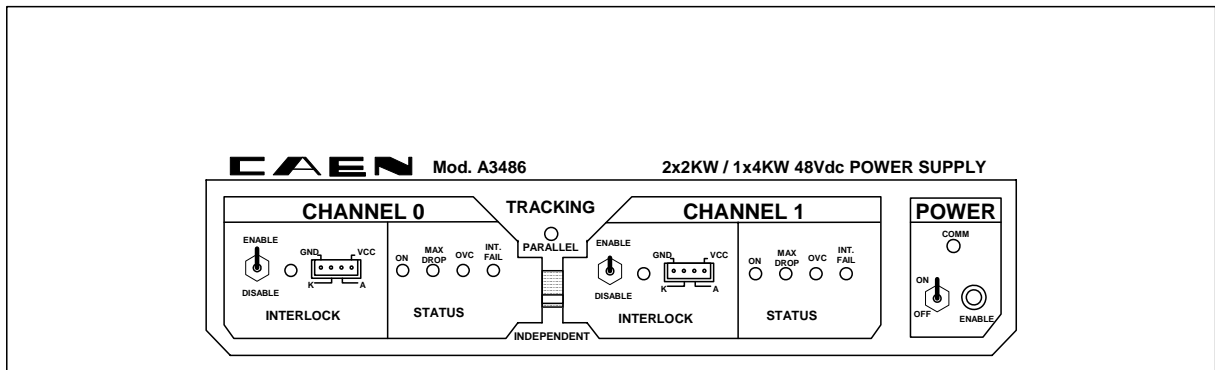 CAEN Mod. A3486 2x2KW / 1x4KW 48Vdc POWER SUPPLY
CHANNEL 0
ENABLE
GND VCC
K A
DISABLE
INTERLOCK
ON MAX DROP OVC INT. FAIL
STATUS
TRACKING
PARALLEL
INDEPENDENT
CHANNEL 1
ENABLE
GND VCC
K A
DISABLE
INTERLOCK
ON MAX DROP OVC INT. FAIL
STATUS
POWER
COMM
ON
OFF
ENABLE